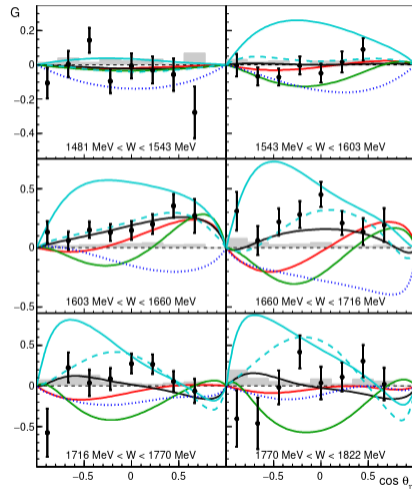 G
0.2
0
−0.2
−0.4
1481 MeV < W < 1543 MeV
1543 MeV < W < 1603 MeV
0.5
0
−0.5
1603 MeV < W < 1660 MeV
1660 MeV < W < 1716 MeV
0.5
0
−0.5
1716 MeV < W < 1770 MeV
1770 MeV < W < 1822 MeV
−0.5 0 0.5 −0.5 0 0.5
cos θ